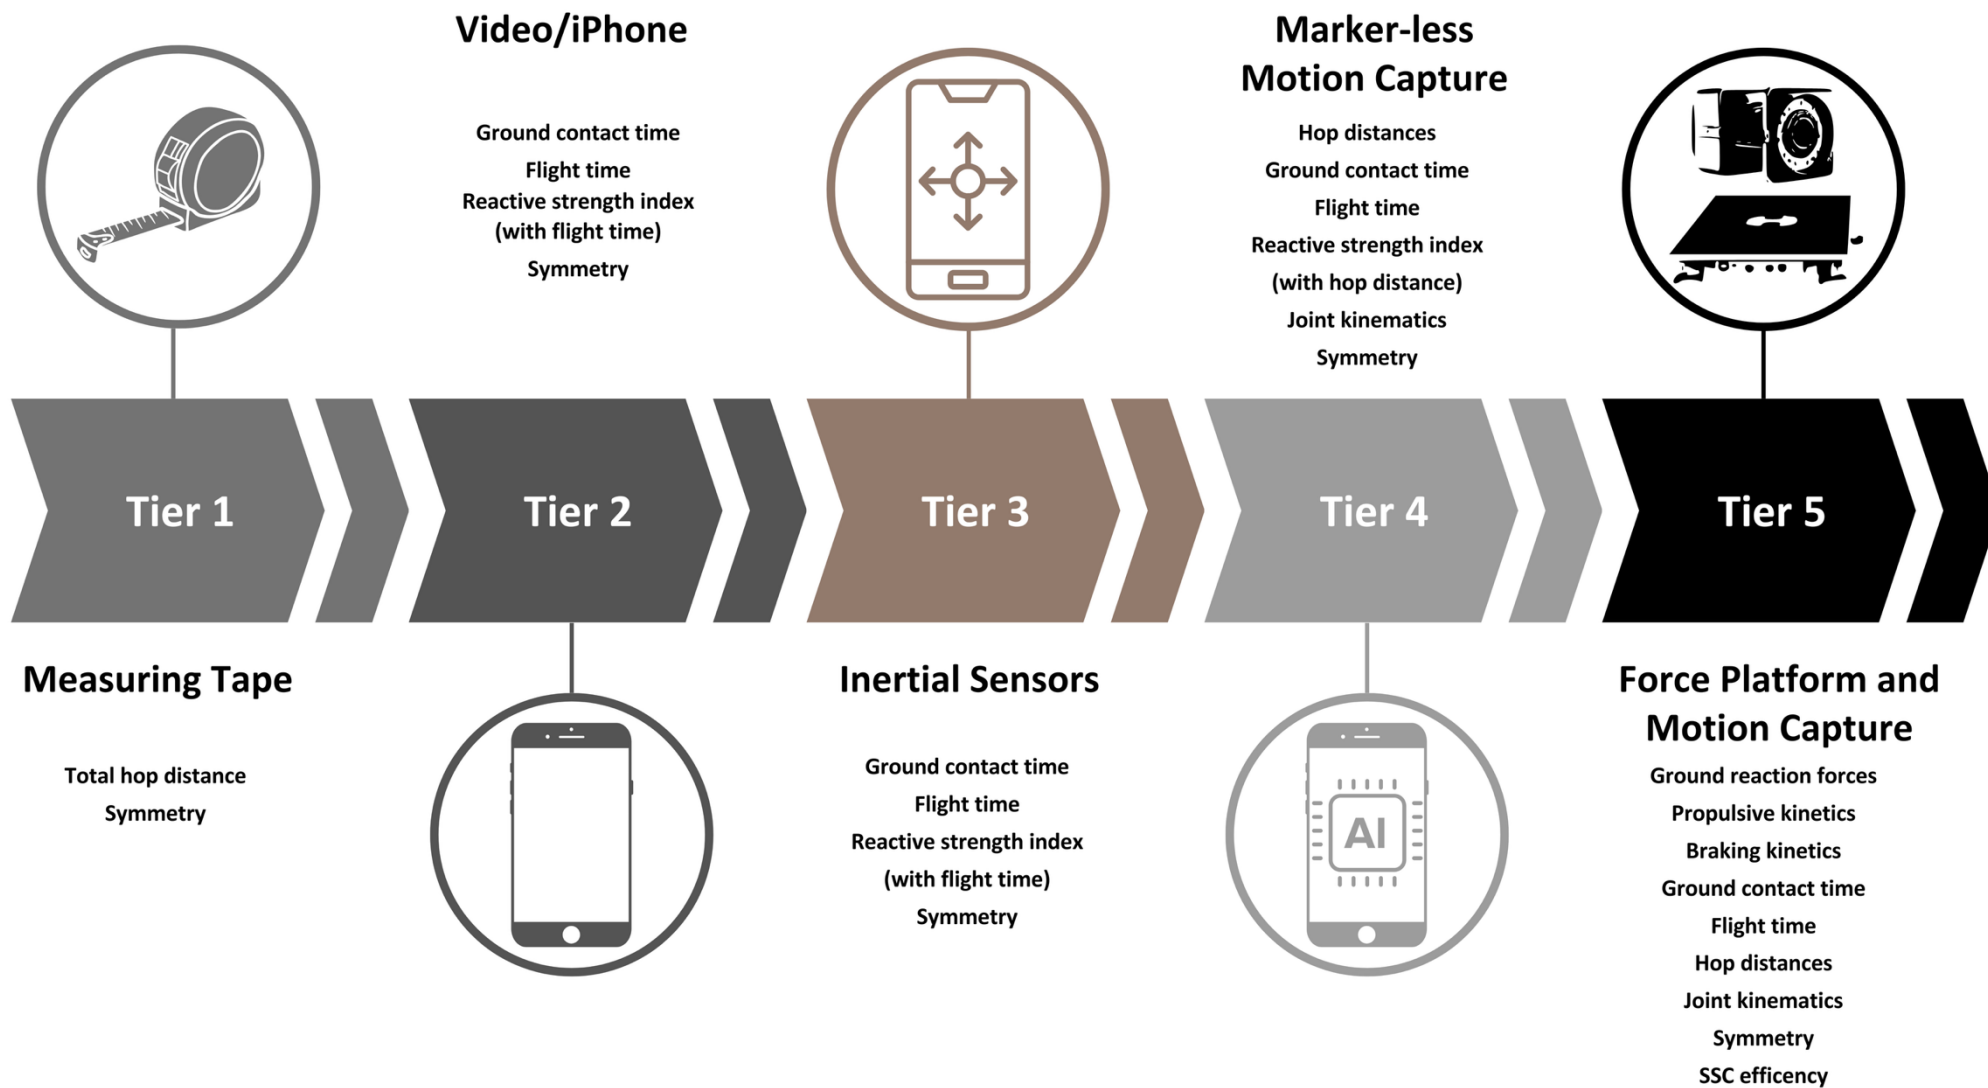 Video/iPhone
Ground contact time
Flight time
Reactive strength index
(with flight time)
Symmetry
Marker-less
Motion Capture
Hop distances
Ground contact time
Flight time
Reactive strength index
(with hop distance)
Joint kinematics
Symmetry
Tier 1
Tier 2
Tier 3
Tier 4
Tier 5
Measuring Tape
Total hop distance
Symmetry
Inertial Sensors
Ground contact time
Flight time
Reactive strength index
(with flight time)
Symmetry
AI
Force Platform and
Motion Capture
Ground reaction forces
Propulsive kinetics
Braking kinetics
Ground contact time
Flight time
Hop distances
Joint kinematics
Symmetry
SSC efficency